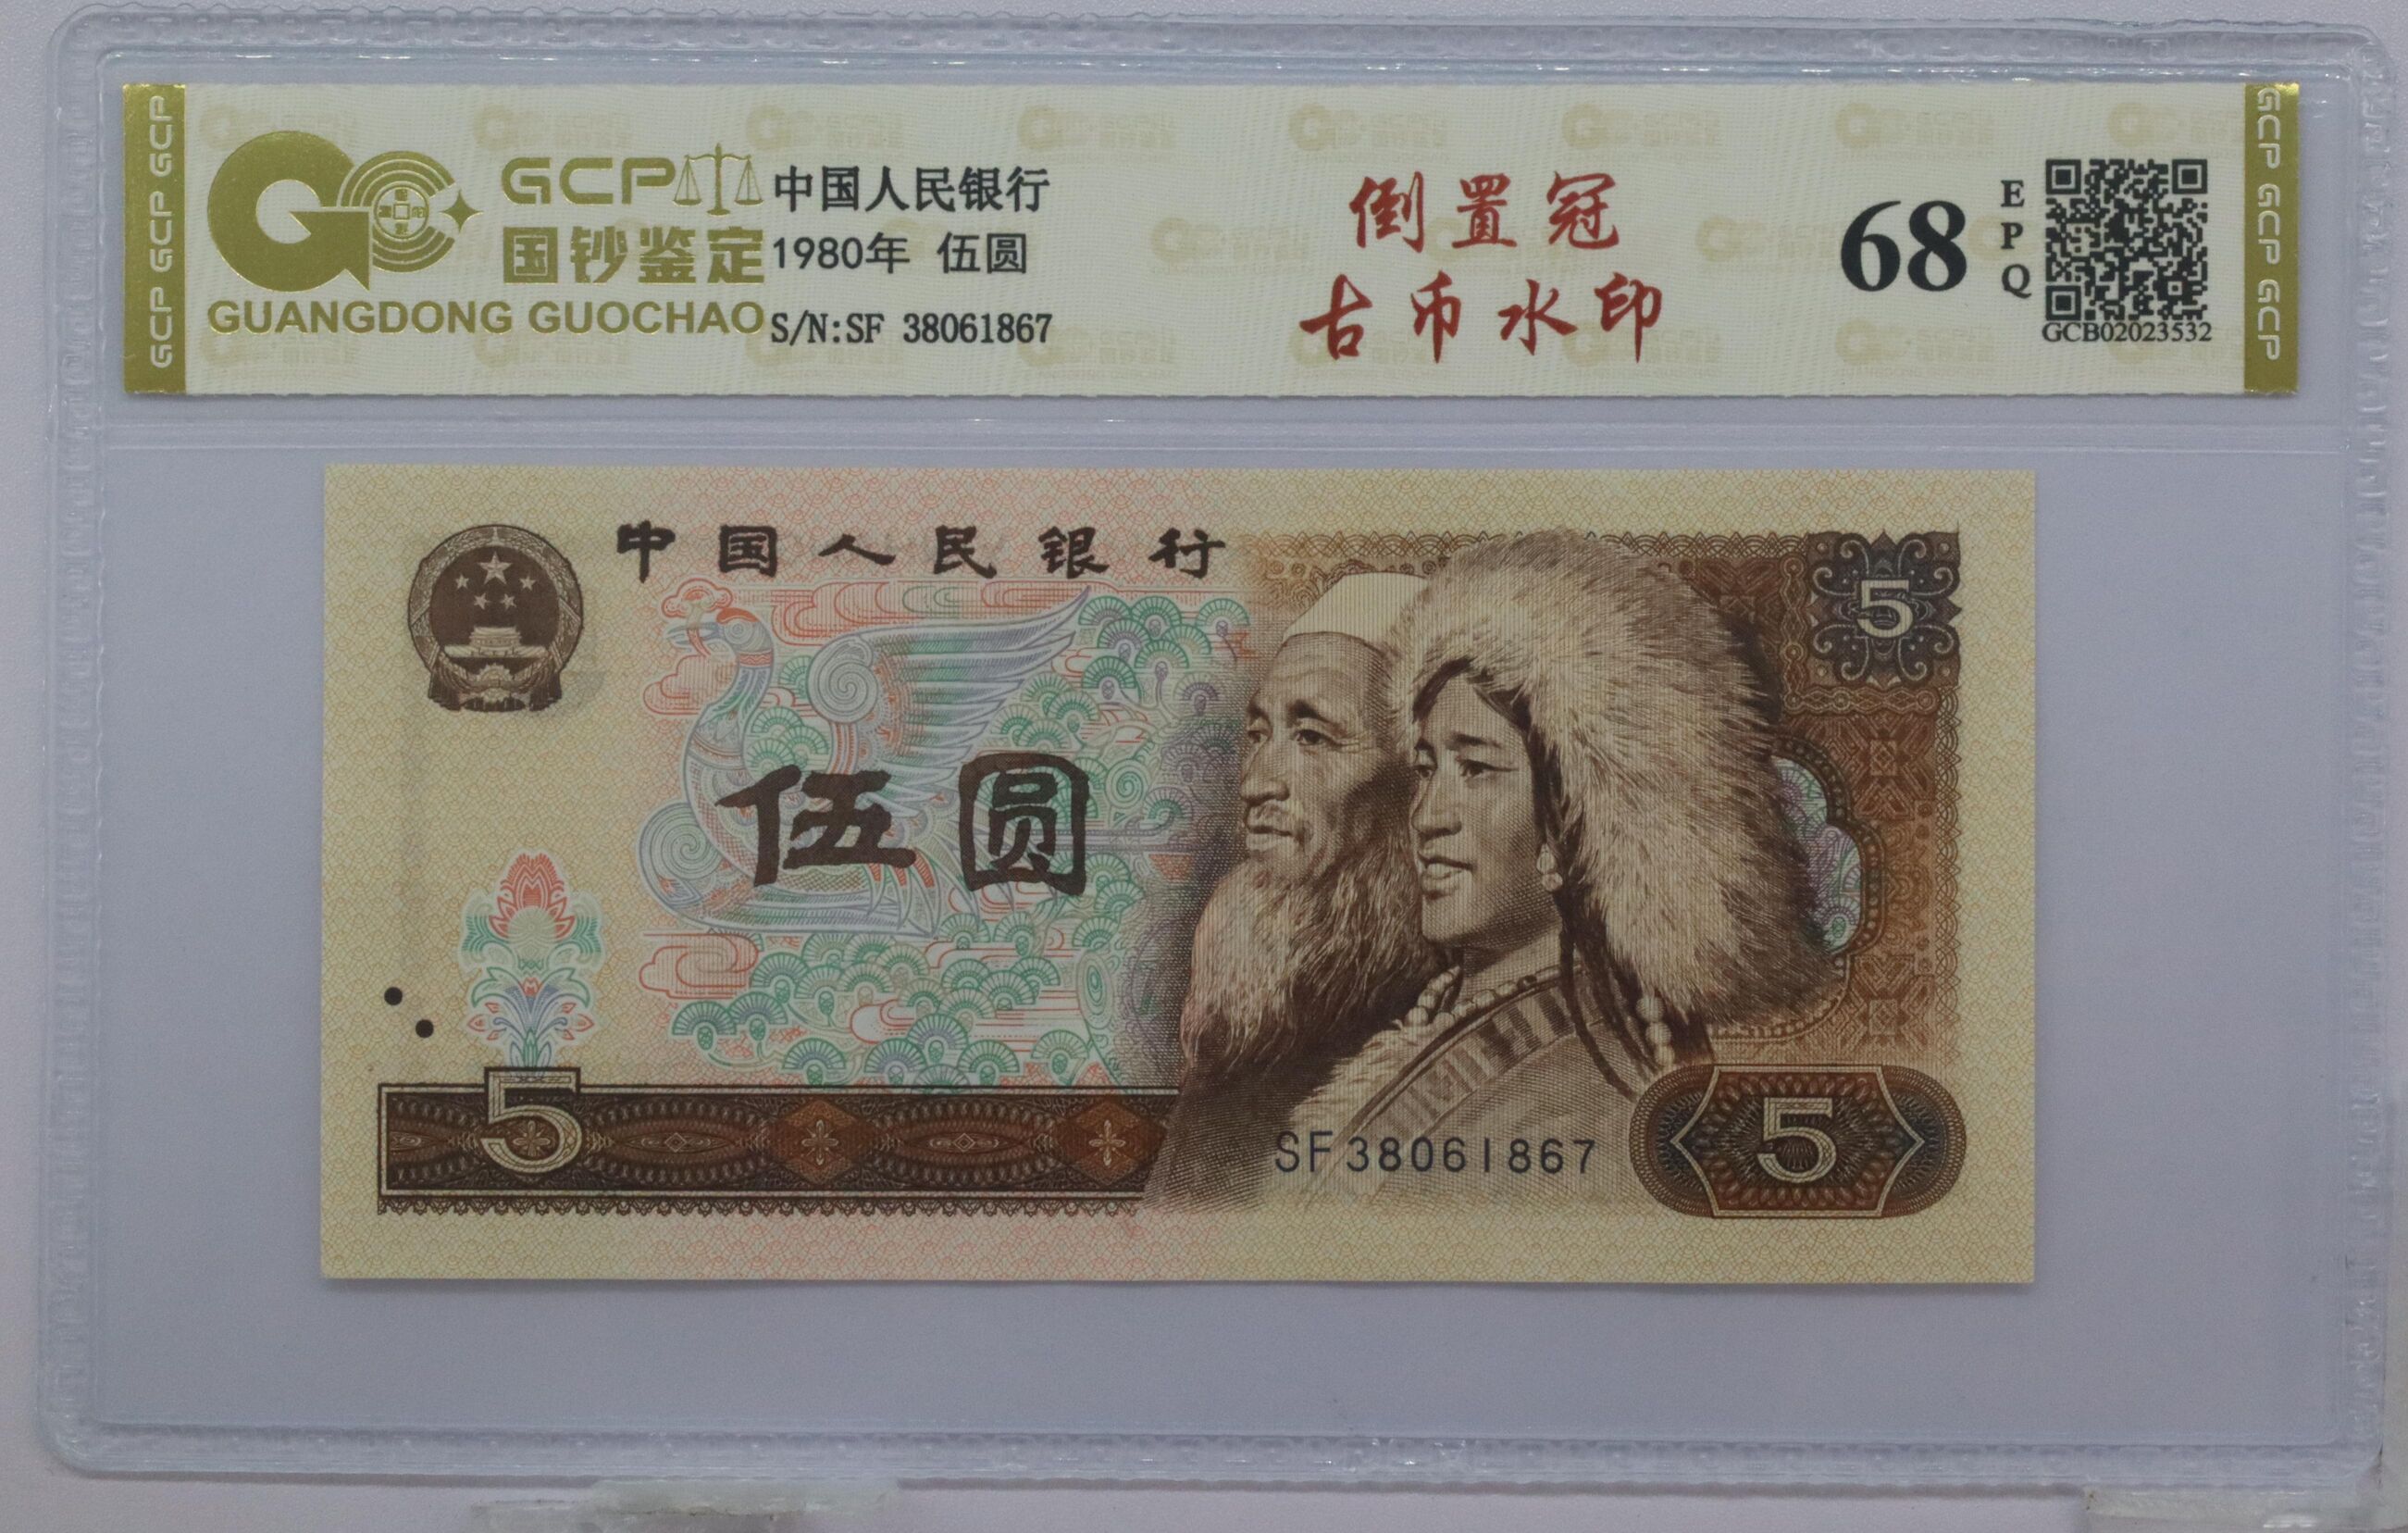 GCP GCP GCP
GCP
国钞鉴定
GUANGDONG GUOCHAO
中国人民银行
1980年 伍圆
S/N:SF 38061867
倒置冠
古币水印
68
EPQ
GCB02023532
GCP GCP GCP
中国人民银行
5
伍圆
5
SF38061867
5